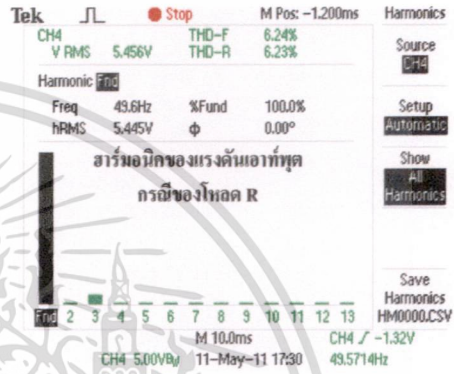 Tek Stop M Pos: -1.200ms Harmonics
CH4 THD-F 6.24%
V RMS 5.456V THD-R 6.23%
Source
CH4
Harmonic Fnd
Freq 49.6Hz %Fund 100.0%
hRMS 5.445V ϕ 0.00°
Setup
Automatic
ฮาร์มอนิกของแรงดันเอาท์พุต
กรณีของโหลด R
Show
All
Harmonics
Save
Harmonics
HM0000.CSV
Fnd 2 3 4 5 6 7 8 9 10 11 12 13
M 10.0ms CH4 -1.32V
CH4 5.00VBw 11-May-11 17:30 49.5714Hz